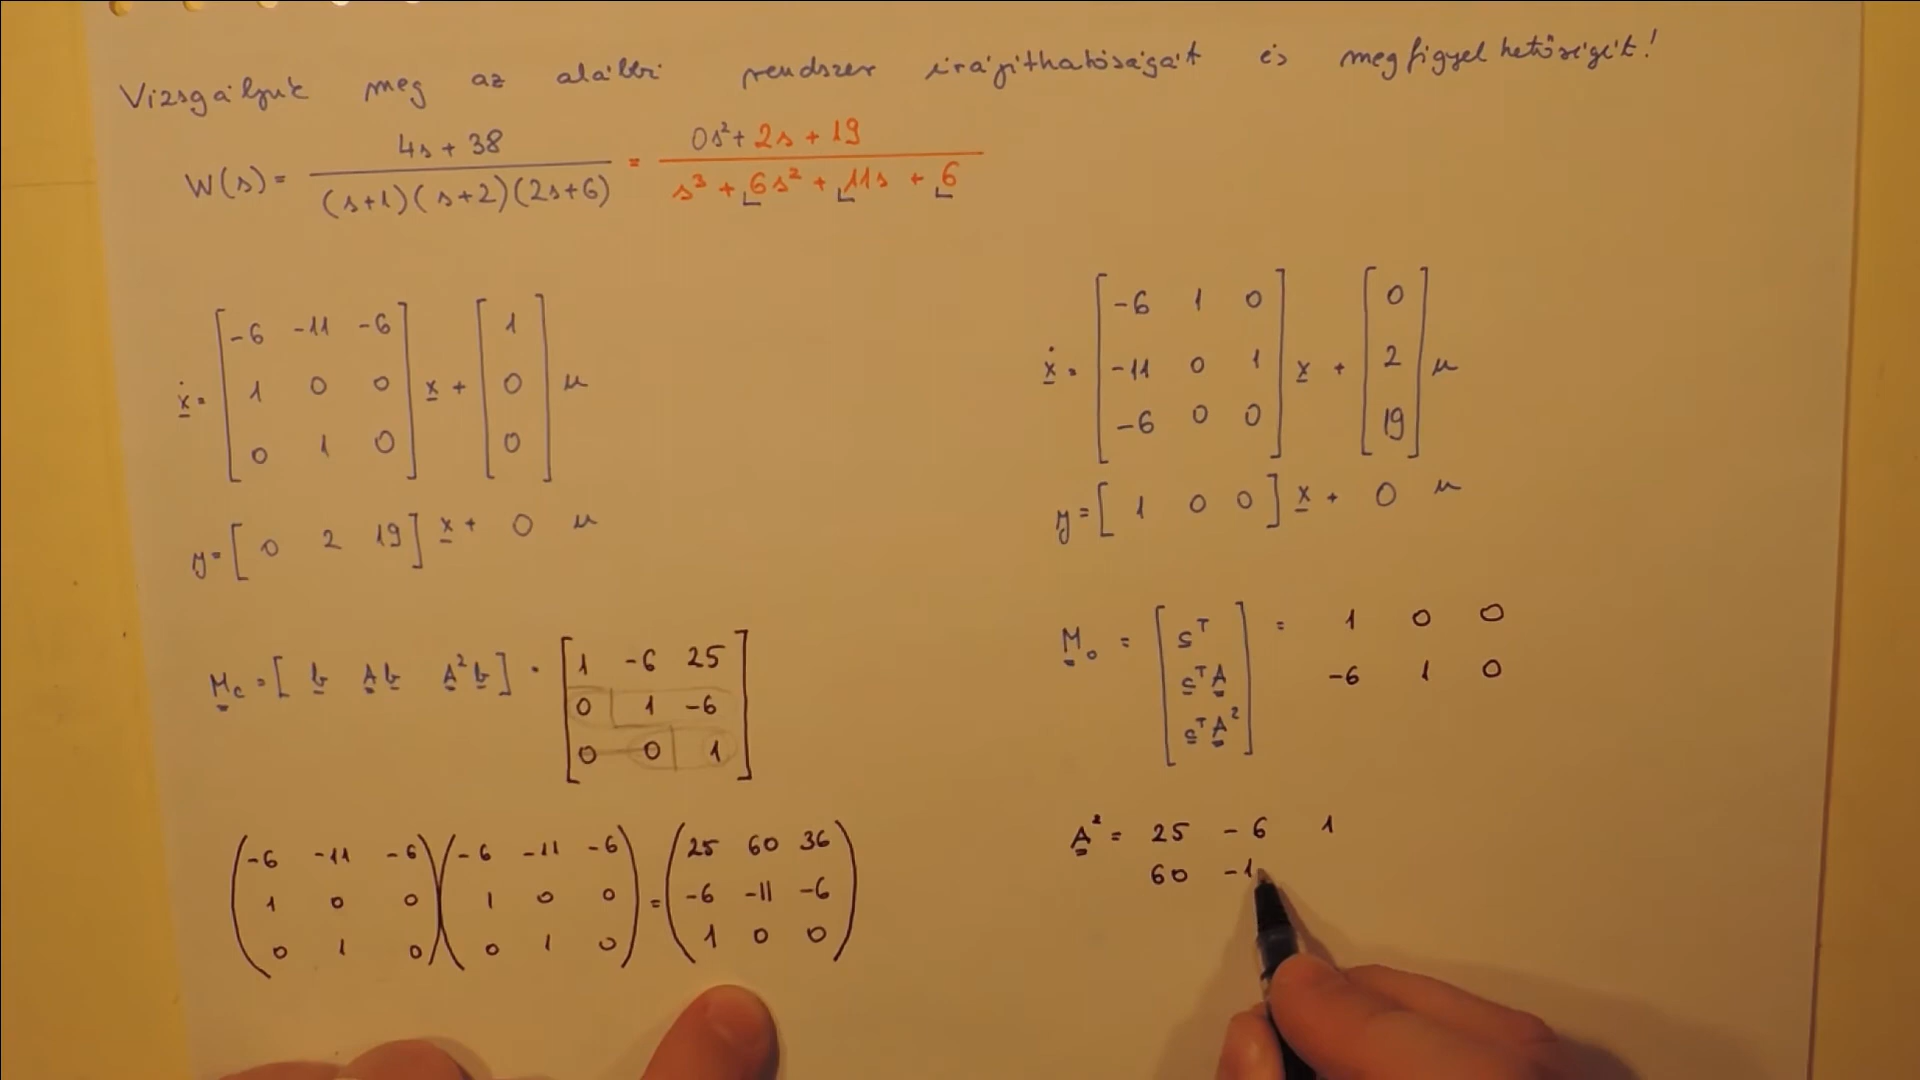 Vizsgáljuk meg az alábbi rendszer irányíthatóságát és megfigyelhetőségét!
W(s) = (4s + 38) / ((s+1)(s+2)(2s+6)) = (0s² + 2s + 19) / (s³ + 6s² + 11s + 6)
ẋ = [-6 -11 -6; 1 0 0; 0 1 0] x + [1; 0; 0] u
y = [0 2 19] x + 0 u
M_c = [b Ab A²b] = [1 -6 25; 0 1 -6; 0 0 1]
(-6 -11 -6; 1 0 0; 0 1 0)(-6 -11 -6; 1 0 0; 0 1 0) = (25 60 36; -6 -11 -6; 1 0 0)
ẋ = [-6 1 0; -11 0 1; -6 0 0] x + [0; 2; 19] u
y = [1 0 0] x + 0 u
M_o = [c^T; c^T A; c^T A²] = 1 0 0
-6 1 0
A² = 25 -6 1
60 -1